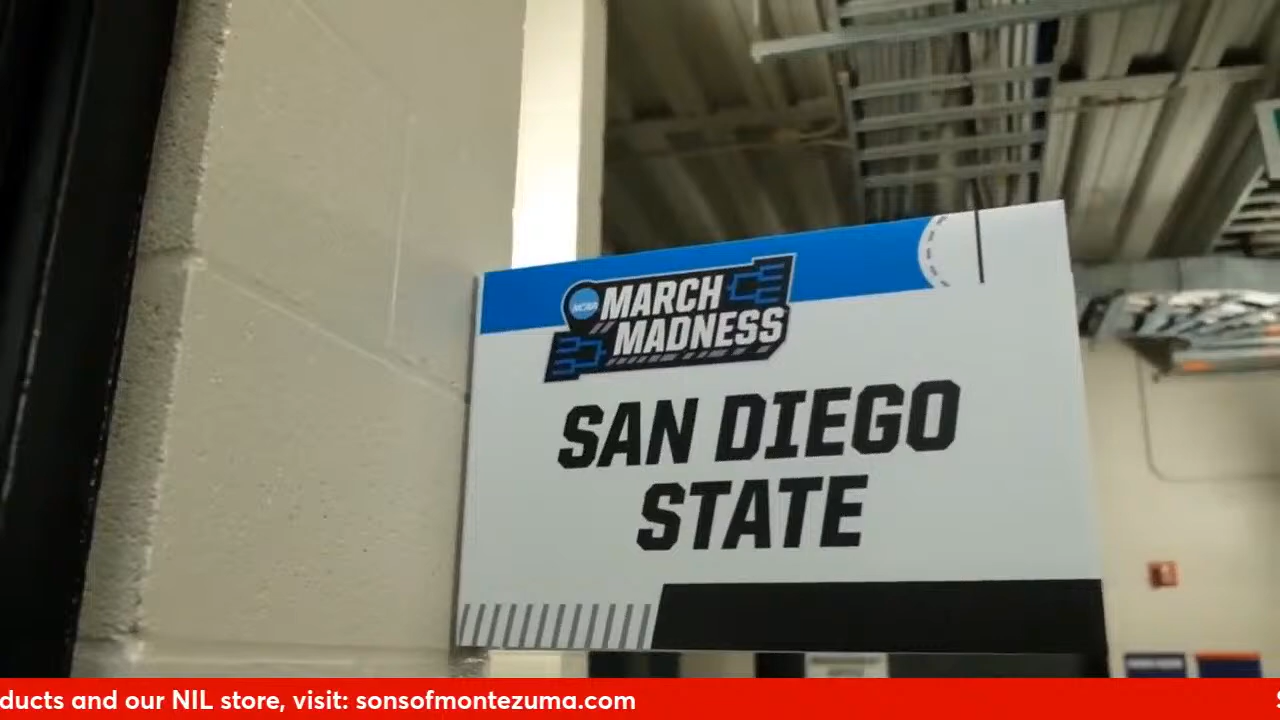 NCAA
MARCH
MADNESS
SAN DIEGO
STATE
ducts and our NIL store, visit: sonsofmontezuma.com
S